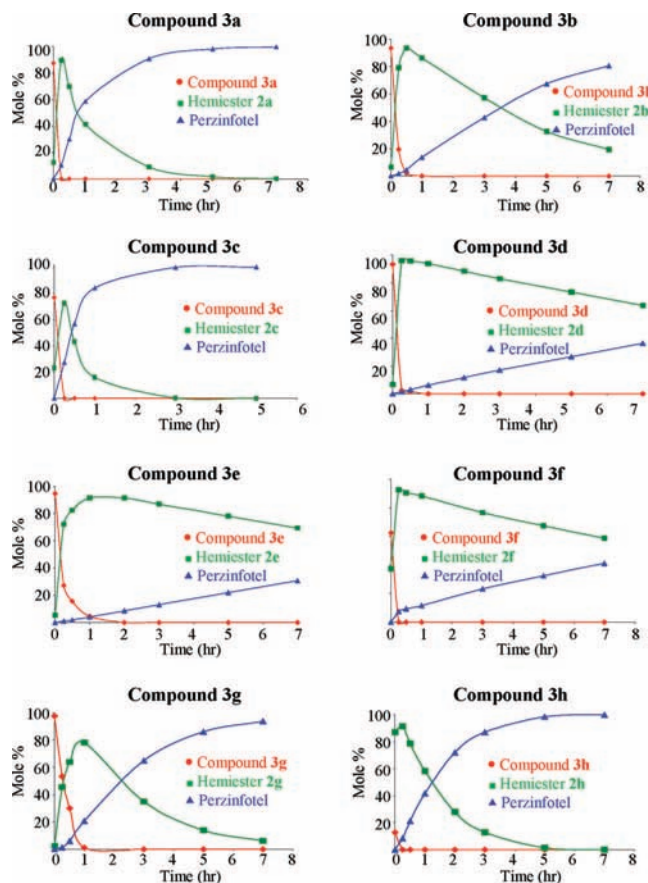 Compound 3a
Mole %
100
80
60
40
20
Compound 3a
Hemiester 2a
Perzinfotel
0 1 2 3 4 5 6 7 8
Time (hr)
Compound 3b
Mole %
100
80
60
40
20
Compound
Hemiester
Perzinfotel
0 1 2 3 4 5 6 7 8
Time (hr)
Compound 3c
Mole %
100
80
60
40
20
Compound 3c
Hemiester 2c
Perzinfotel
0 1 2 3 4 5 6
Time (hr)
Compound 3d
Mole %
100
80
60
40
20
Compound 3d
Hemiester 2d
Perzinfotel
0 1 2 3 4 5 6 7
Time (hr)
Compound 3e
Mole %
100
80
60
40
20
Compound 3e
Hemiester 2e
Perzinfotel
0 1 2 3 4 5 6 7
Time (hr)
Compound 3f
Compound 3f
Hemiester 2f
Perzinfotel
0 1 2 3 4 5 6 7 8
Time (hr)
Compound 3g
Mole %
100
80
60
40
20
Compound 3g
Hemiester 2g
Perzinfotel
0 1 2 3 4 5 6 7 8
Time (hr)
Compound 3h
Mole %
100
80
60
40
20
Compound 3h
Hemiester 2h
Perzinfotel
0 1 2 3 4 5 6 7 8
Time (hr)